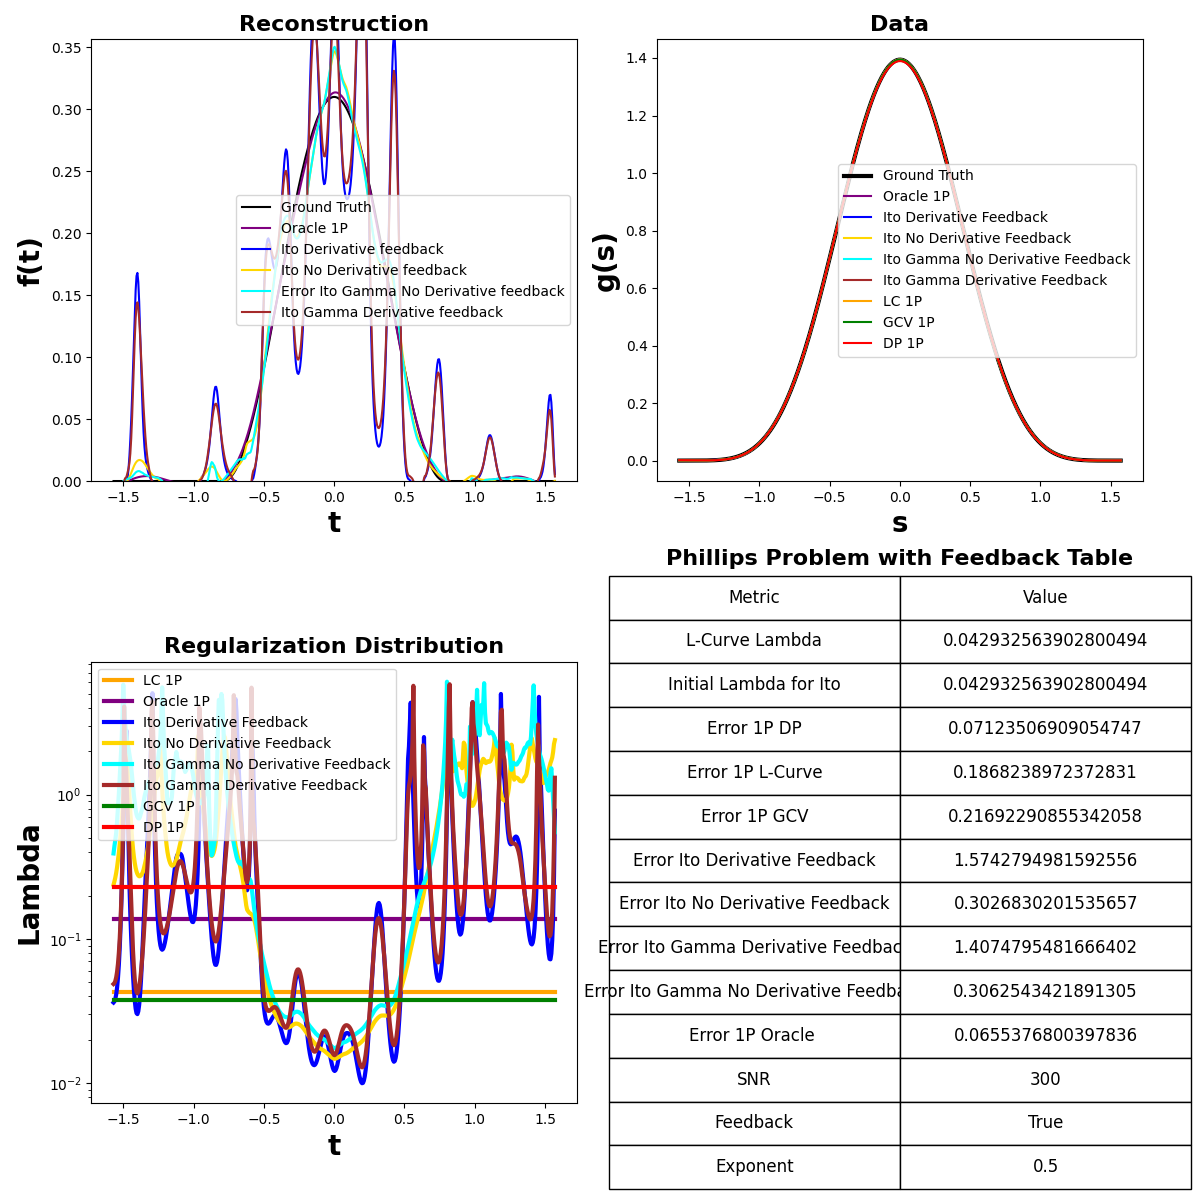 Reconstruction
0.35
0.30
0.25
0.20
0.15
0.10
0.05
0.00
f(t)
Ground Truth
Oracle 1P
Ito Derivative feedback
Ito No Derivative feedback
Error Ito Gamma No Derivative feedback
Ito Gamma Derivative feedback
−1.5 −1.0 −0.5 0.0 0.5 1.0 1.5
t
Data
1.4
1.2
1.0
0.8
0.6
0.4
0.2
0.0
g(s)
Ground Truth
Oracle 1P
Ito Derivative Feedback
Ito No Derivative Feedback
Ito Gamma No Derivative Feedback
Ito Gamma Derivative Feedback
LC 1P
GCV 1P
DP 1P
−1.5 −1.0 −0.5 0.0 0.5 1.0 1.5
s
Regularization Distribution
10⁰
10⁻¹
10⁻²
Lambda
LC 1P
Oracle 1P
Ito Derivative Feedback
Ito No Derivative Feedback
Ito Gamma No Derivative Feedback
Ito Gamma Derivative Feedback
GCV 1P
DP 1P
−1.5 −1.0 −0.5 0.0 0.5 1.0 1.5
t
Phillips Problem with Feedback Table
Metric Value
L-Curve Lambda 0.042932563902800494
Initial Lambda for Ito 0.042932563902800494
Error 1P DP 0.07123506909054747
Error 1P L-Curve 0.1868238972372831
Error 1P GCV 0.21692290855342058
Error Ito Derivative Feedback 1.5742794981592556
Error Ito No Derivative Feedback 0.3026830201535657
Error Ito Gamma Derivative Feedbac 1.4074795481666402
Error Ito Gamma No Derivative Feedba 0.3062543421891305
Error 1P Oracle 0.0655376800397836
SNR 300
Feedback True
Exponent 0.5